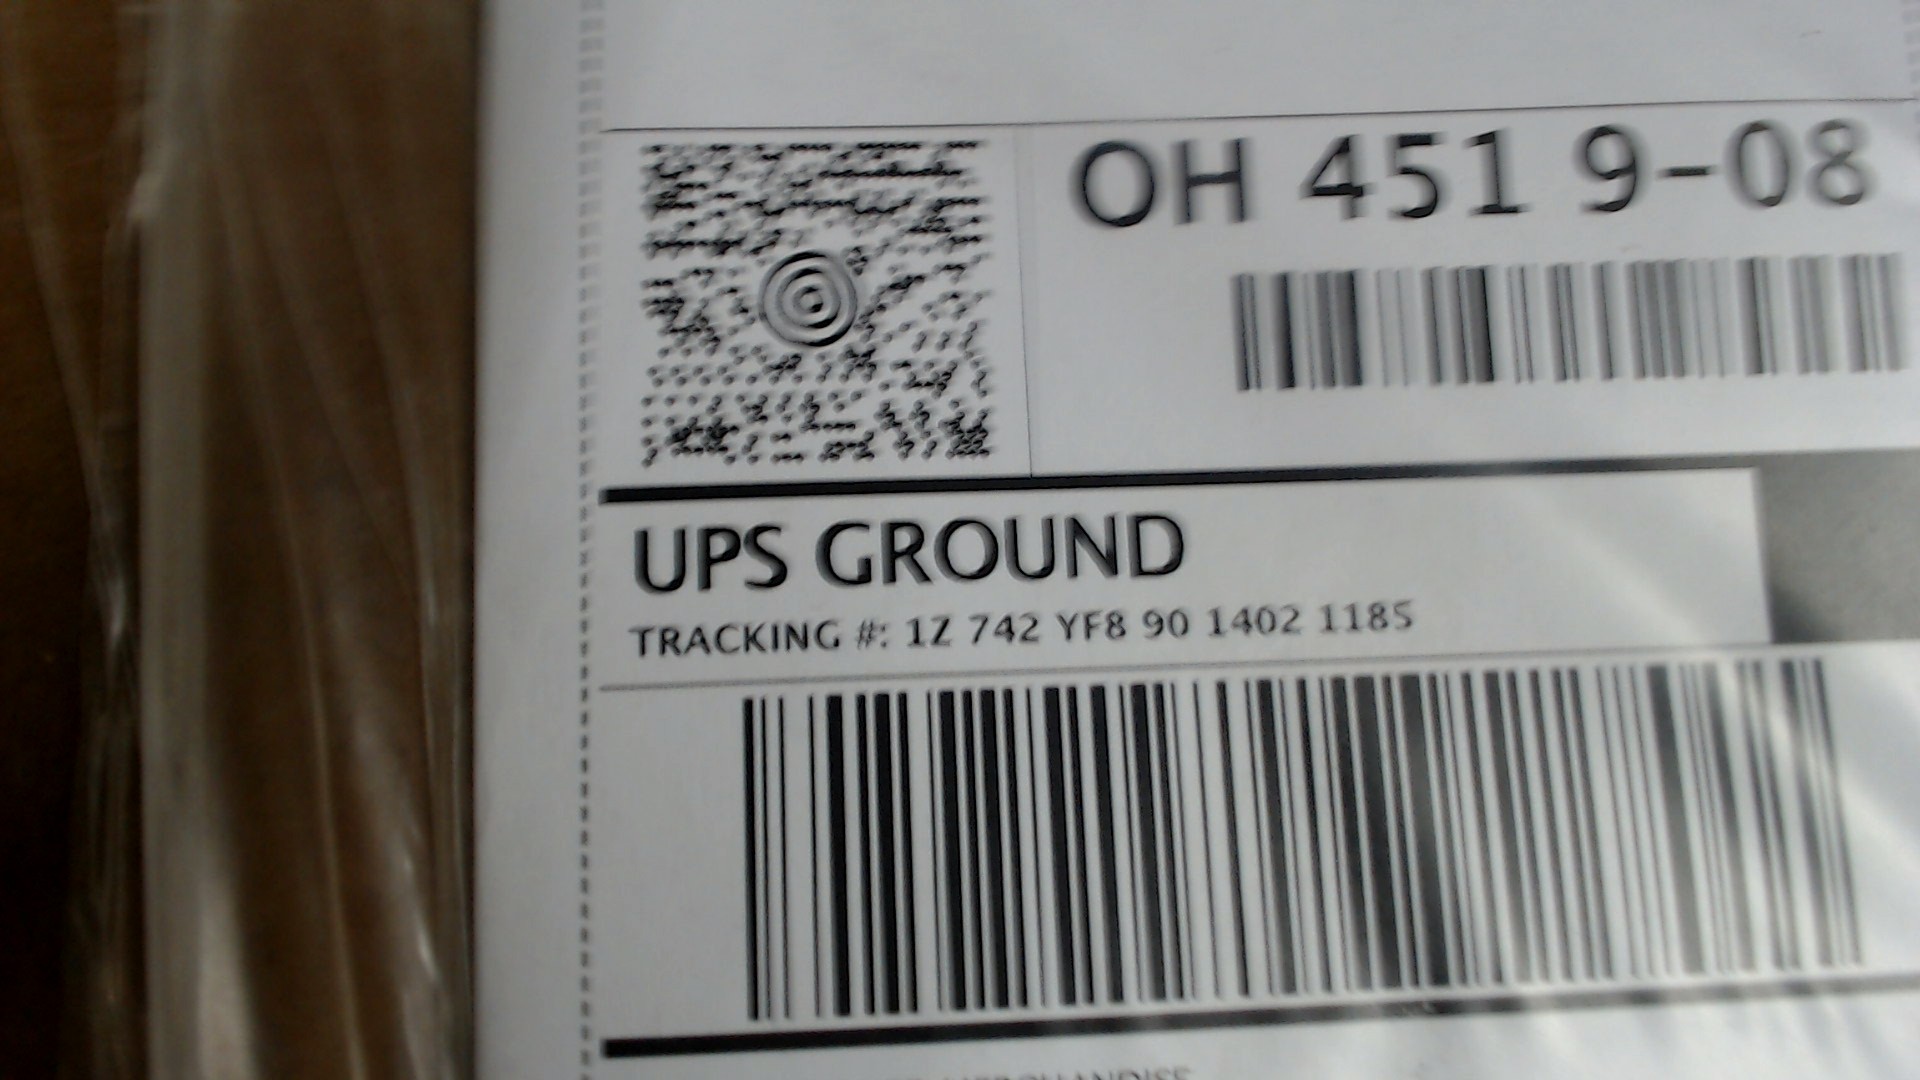 OH 451 9-08
UPS GROUND
TRACKING #: 1Z 742 YF8 90 1402 1185